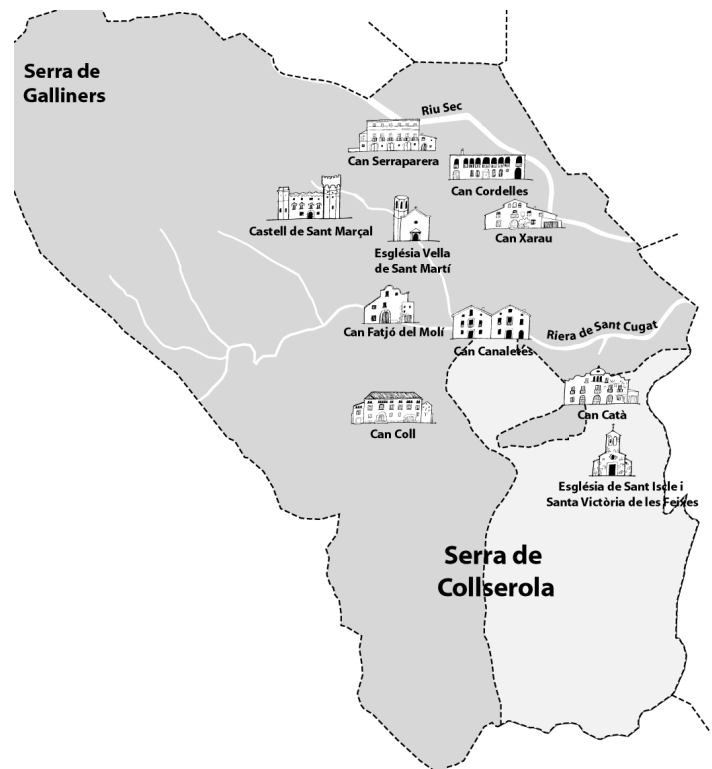 Serra de
Galliners
Riu Sec
Can Serraparera
Can Cordelles
Castell de Sant Marçal
Església Vella
de Sant Martí
Can Xarau
Can Fatjó del Molí
Can Canaletes
Riera de Sant Cugat
Can Catà
Can Coll
Església de Sant Iscle i
Santa Victòria de les Feixes
Serra de
Collserola